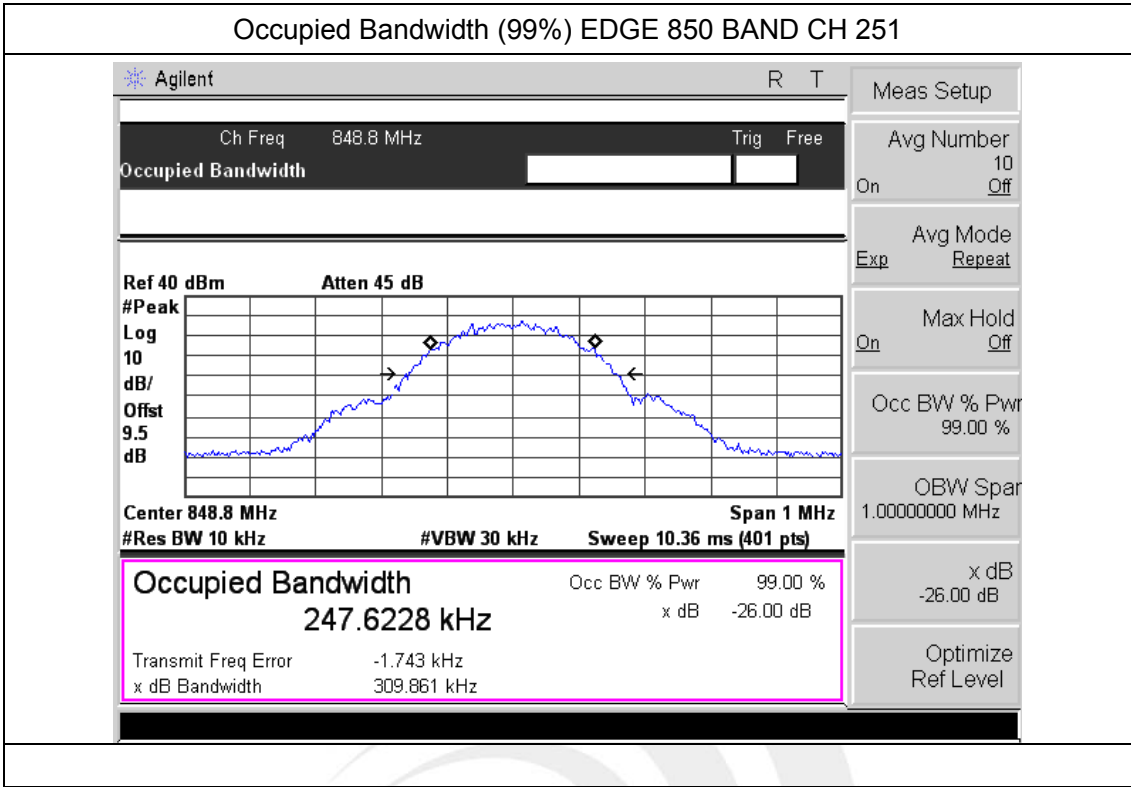 Occupied Bandwidth (99%) EDGE 850 BAND CH 251
Agilent R T
Ch Freq 848.8 MHz Trig Free
Occupied Bandwidth
Ref 40 dBm Atten 45 dB
#Peak
Log
10
dB/
Offst
9.5
dB
Center 848.8 MHz Span 1 MHz
#Res BW 10 kHz #VBW 30 kHz Sweep 10.36 ms (401 pts)
Occupied Bandwidth Occ BW % Pwr 99.00 %
247.6228 kHz x dB -26.00 dB
Transmit Freq Error -1.743 kHz
x dB Bandwidth 309.861 kHz
Meas Setup
Avg Number
10
On Off
Avg Mode
Exp Repeat
Max Hold
On Off
Occ BW % Pwr
99.00 %
OBW Span
1.00000000 MHz
x dB
-26.00 dB
Optimize
Ref Level